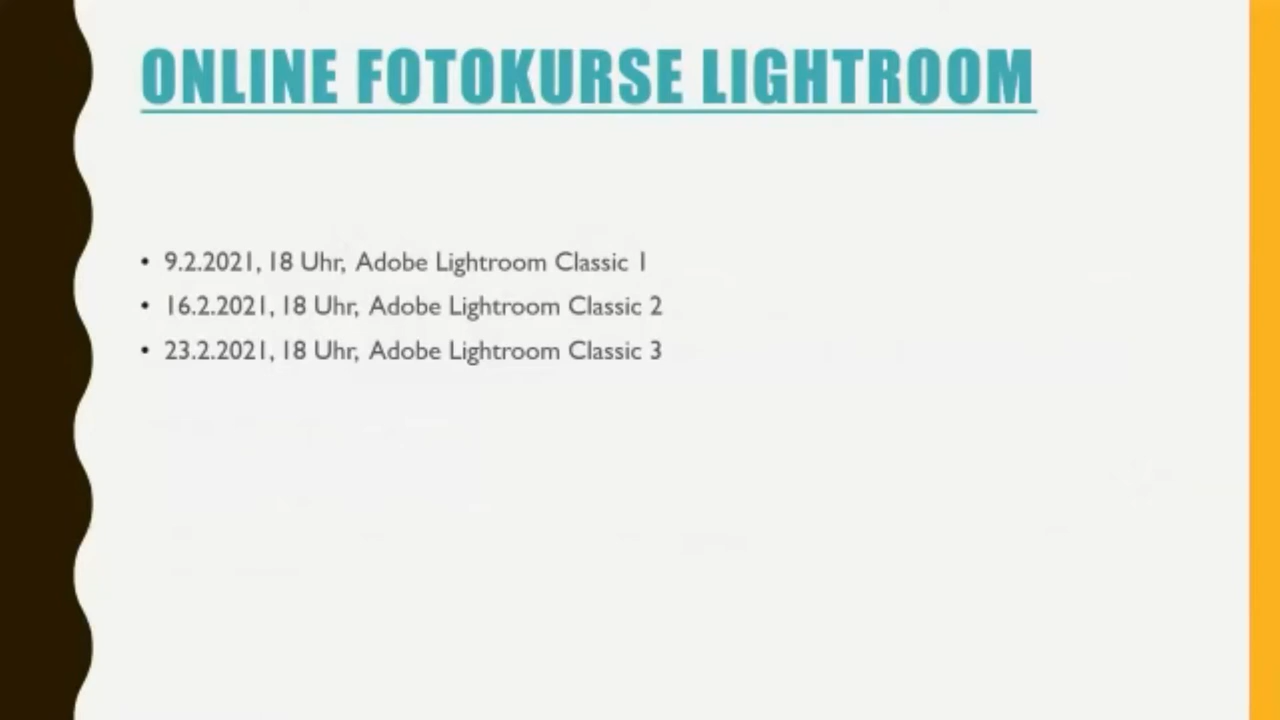 ONLINE FOTOKURSE LIGHTROOM
• 9.2.2021, 18 Uhr, Adobe Lightroom Classic 1
• 16.2.2021, 18 Uhr, Adobe Lightroom Classic 2
• 23.2.2021, 18 Uhr, Adobe Lightroom Classic 3